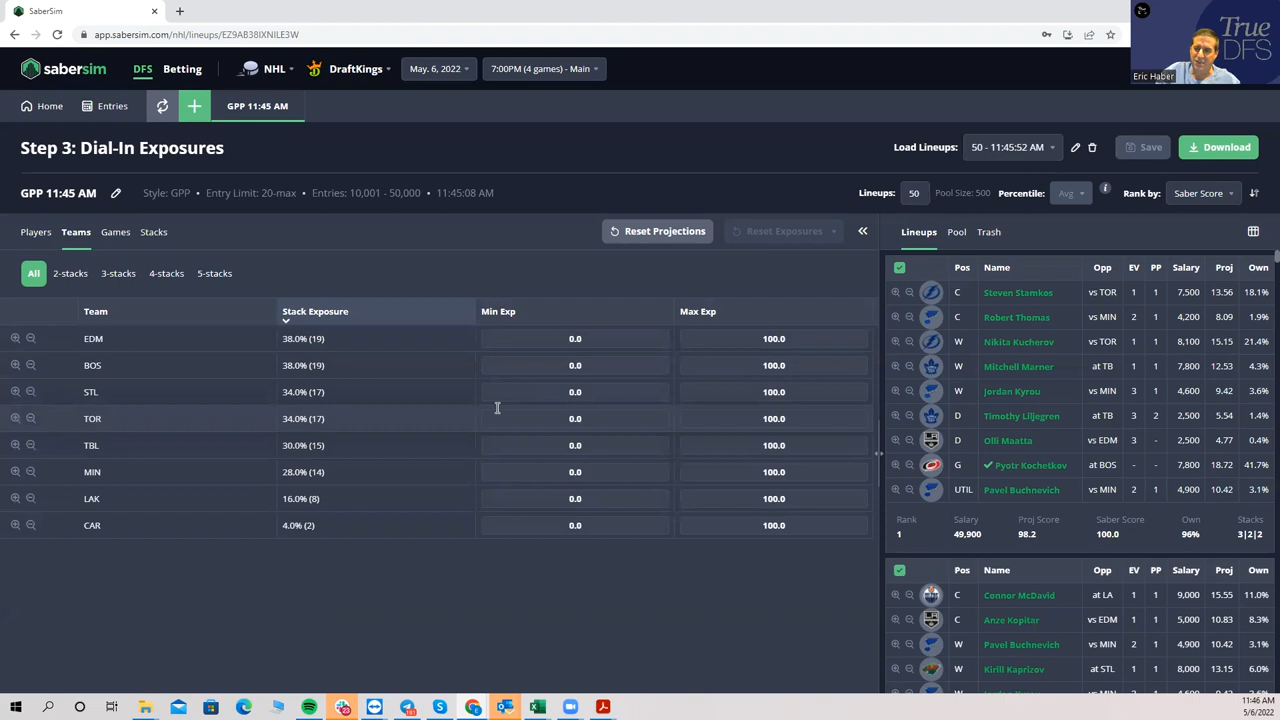 SaberSim
app.sabersim.com/nhl/lineups/EZ9AB38IXNILE3W
True DFS
Eric Haber
sabersim DFS Betting NHL DraftKings May. 6, 2022 7:00PM (4 games) - Main
Home Entries GPP 11:45 AM
Step 3: Dial-In Exposures
Load Lineups: 50 - 11:45:52 AM Save Download
GPP 11:45 AM Style: GPP • Entry Limit: 20-max • Entries: 10,001 - 50,000 • 11:45:08 AM
Lineups: 50 Pool Size: 500 Percentile: Avg Rank by: Saber Score
Players Teams Games Stacks Reset Projections Reset Exposures
All 2-stacks 3-stacks 4-stacks 5-stacks
Team Stack Exposure Min Exp Max Exp
EDM 38.0% (19) 0.0 100.0
BOS 38.0% (19) 0.0 100.0
STL 34.0% (17) 0.0 100.0
TOR 34.0% (17) 0.0 100.0
TBL 30.0% (15) 0.0 100.0
MIN 28.0% (14) 0.0 100.0
LAK 16.0% (8) 0.0 100.0
CAR 4.0% (2) 0.0 100.0
Lineups Pool Trash
Pos Name Opp EV PP Salary Proj Own
C Steven Stamkos vs TOR 1 1 7,500 13.56 18.1%
C Robert Thomas vs MIN 2 1 4,200 8.09 1.9%
W Nikita Kucherov vs TOR 1 1 8,100 15.15 21.4%
W Mitchell Marner at TB 1 1 7,800 12.53 4.3%
W Jordan Kyrou vs MIN 3 1 4,600 9.42 3.6%
D Timothy Liljegren at TB 3 2 2,500 5.54 1.4%
D Olli Maatta vs EDM 3 - 2,500 4.77 0.4%
G Pyotr Kochetkov at BOS - - 7,800 18.72 41.7%
UTIL Pavel Buchnevich vs MIN 2 1 4,900 10.42 3.1%
Rank Salary Proj Score Saber Score Own Stacks
1 49,900 98.2 100.0 96% 3|2|2
Pos Name Opp EV PP Salary Proj Own
C Connor McDavid at LA 1 1 9,000 15.55 11.0%
C Anze Kopitar vs EDM 1 1 5,000 10.83 8.3%
W Pavel Buchnevich vs MIN 2 1 4,900 10.42 3.1%
W Kirill Kaprizov at STL 1 1 8,000 13.15 6.0%
11:46 AM
5/6/2022